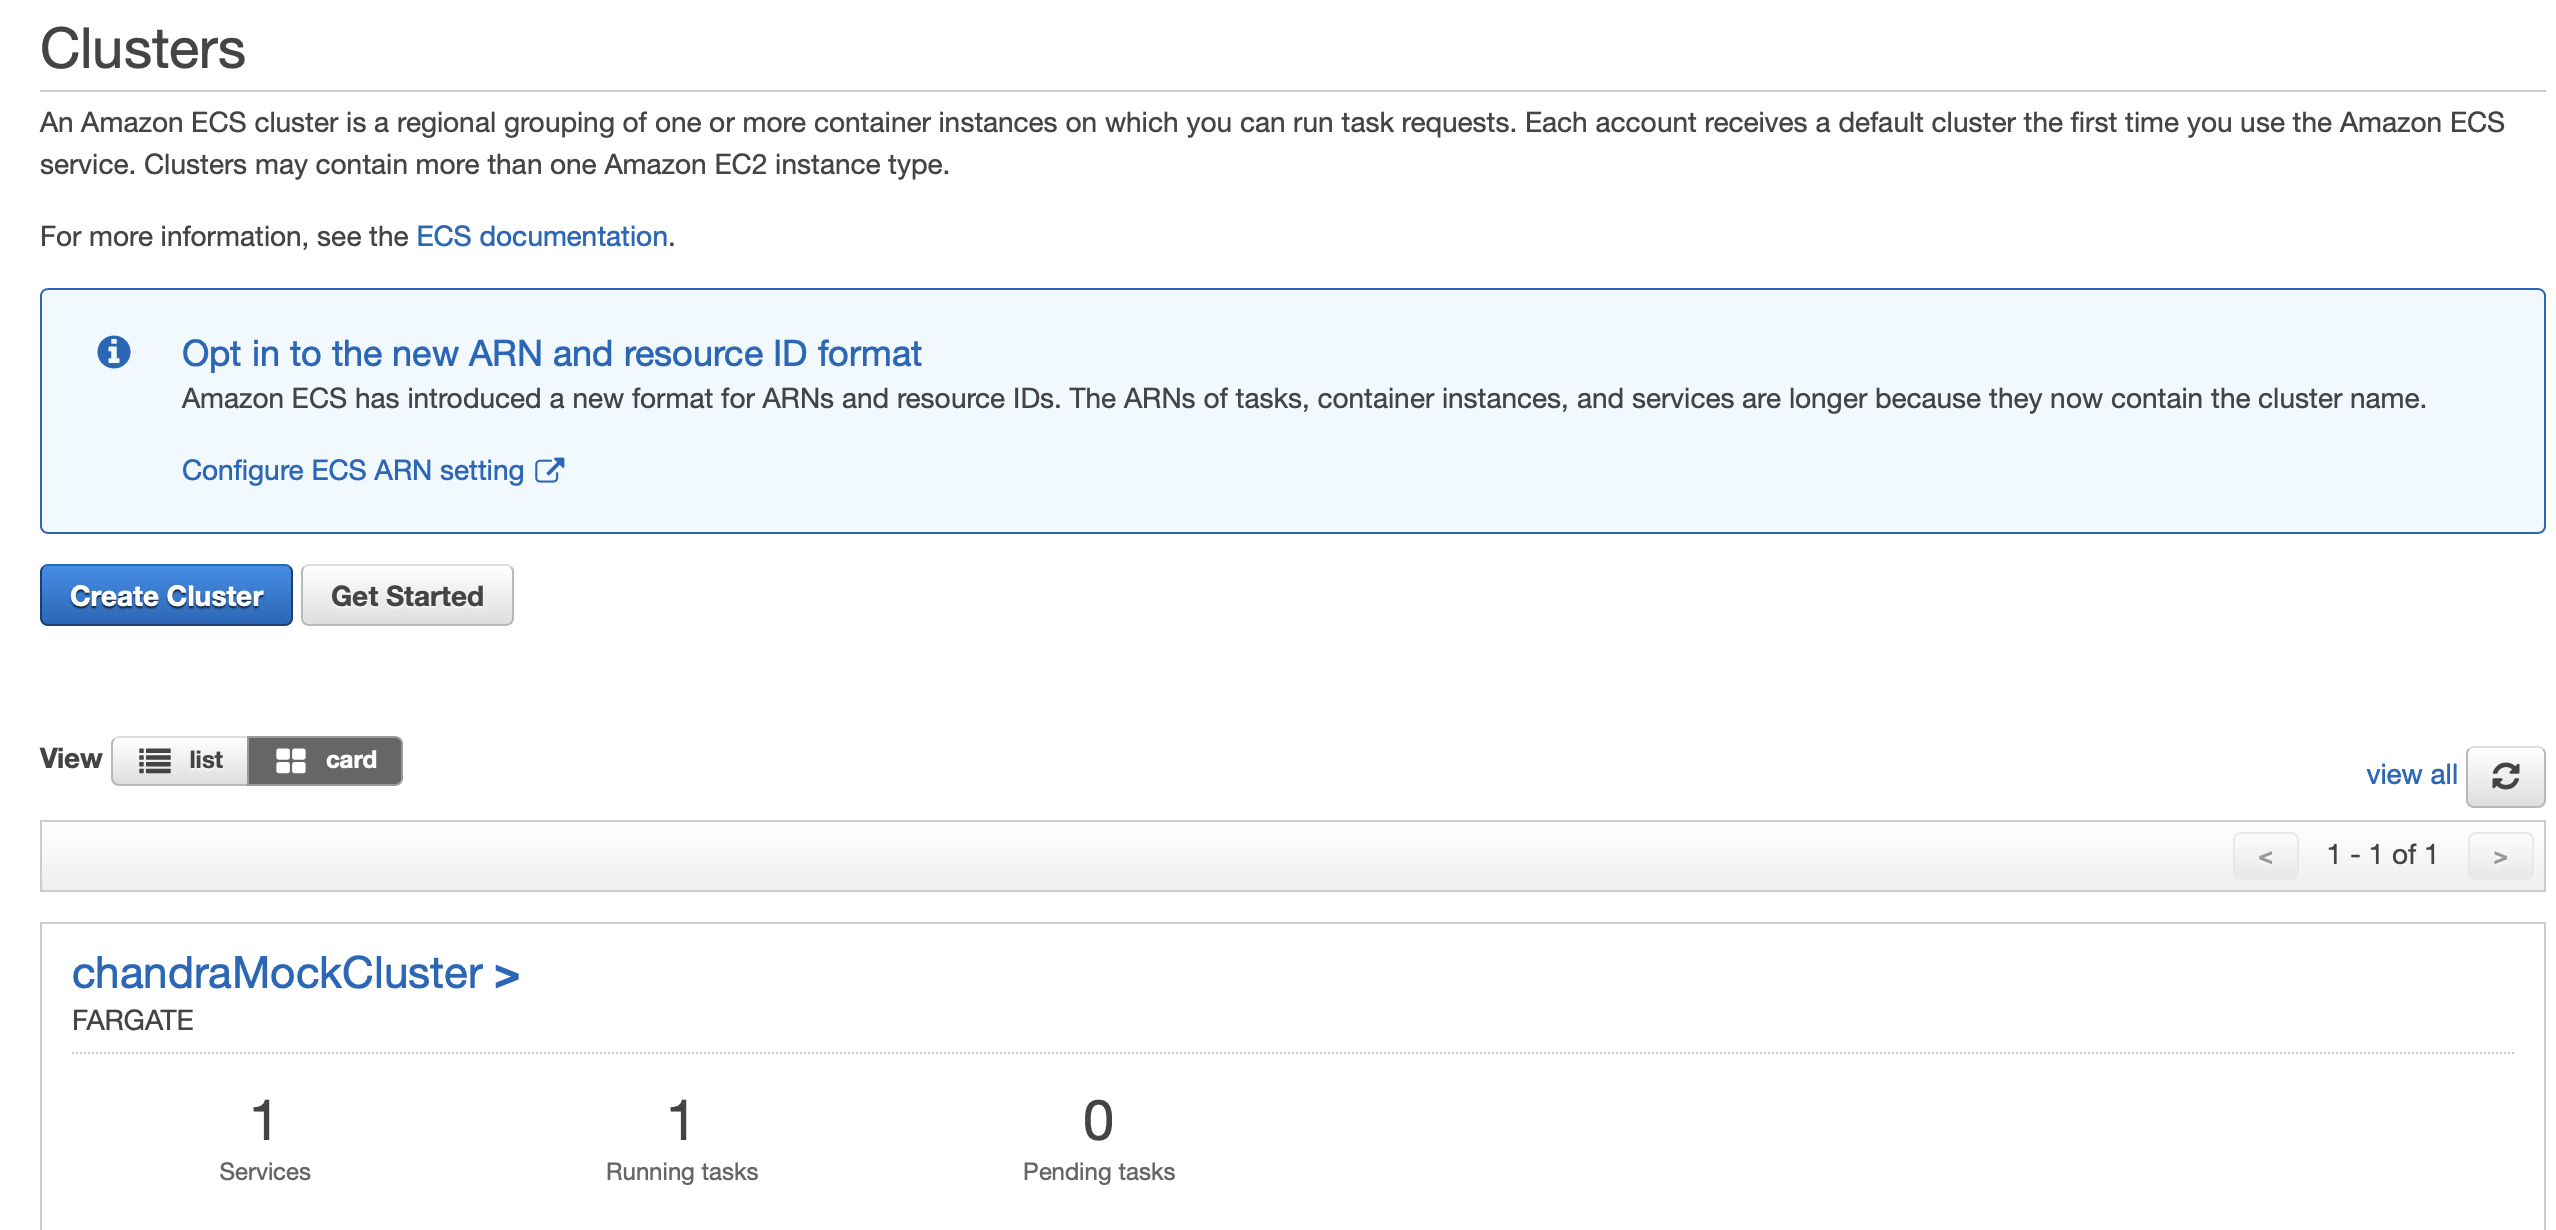 Clusters
An Amazon ECS cluster is a regional grouping of one or more container instances on which you can run task requests. Each account receives a default cluster the first time you use the Amazon ECS
service. Clusters may contain more than one Amazon EC2 instance type.
For more information, see the ECS documentation.
Opt in to the new ARN and resource ID format
Amazon ECS has introduced a new format for ARNs and resource IDs. The ARNs of tasks, container instances, and services are longer because they now contain the cluster name.
Configure ECS ARN setting
Create Cluster Get Started
View list card view all
< 1 - 1 of 1 >
chandraMockCluster >
FARGATE
1 1 0
Services Running tasks Pending tasks